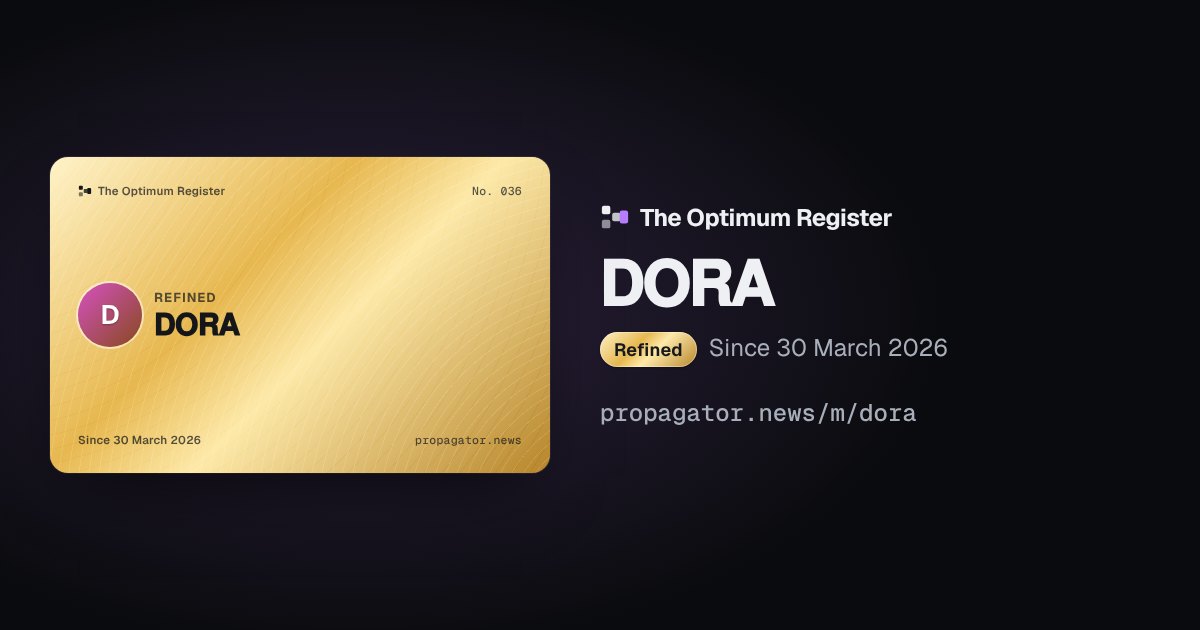 The Optimum Register
No. 036
D
REFINED
DORA
Since 30 March 2026
propagator.news
The Optimum Register
DORA
Refined
Since 30 March 2026
propagator.news/m/dora